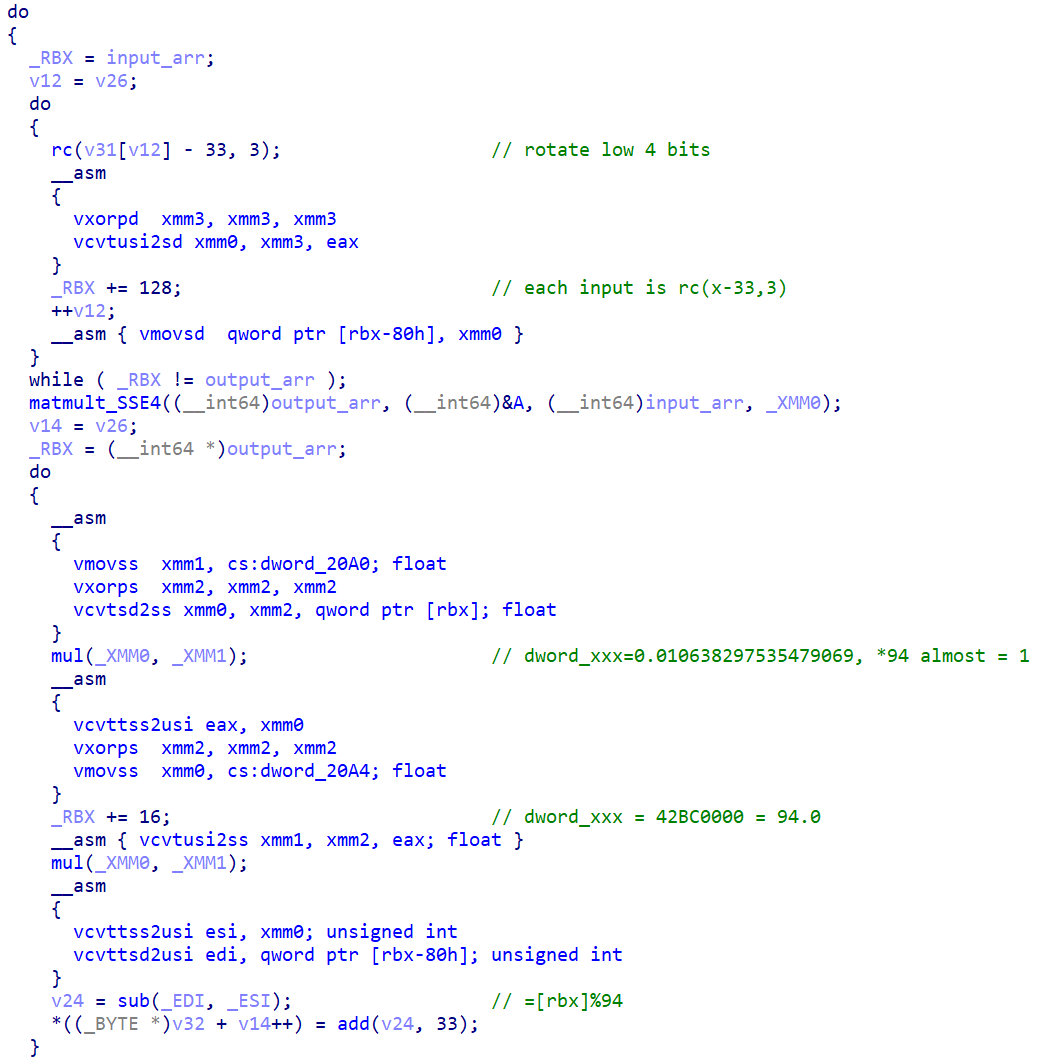 do
{
_RBX = input_arr;
v12 = v26;
do
{
rc(v31[v12] - 33, 3); // rotate low 4 bits
__asm
{
vxorpd xmm3, xmm3, xmm3
vcvtusi2sd xmm0, xmm3, eax
}
_RBX += 128; // each input is rc(x-33,3)
++v12;
__asm { vmovsd qword ptr [rbx-80h], xmm0 }
}
while ( _RBX != output_arr );
matmult_SSE4((__int64)output_arr, (__int64)&A, (__int64)input_arr, _XMM0);
v14 = v26;
_RBX = (__int64 *)output_arr;
do
{
__asm
{
vmovss xmm1, cs:dword_20A0; float
vxorps xmm2, xmm2, xmm2
vcvtsd2ss xmm0, xmm2, qword ptr [rbx]; float
}
mul(_XMM0, _XMM1); // dword_xxx=0.010638297535479069, *94 almost = 1
__asm
{
vcvttss2usi eax, xmm0
vxorps xmm2, xmm2, xmm2
vmovss xmm0, cs:dword_20A4; float
}
_RBX += 16; // dword_xxx = 42BC0000 = 94.0
__asm { vcvtusi2ss xmm1, xmm2, eax; float }
mul(_XMM0, _XMM1);
__asm
{
vcvttss2usi esi, xmm0; unsigned int
vcvttsd2usi edi, qword ptr [rbx-80h]; unsigned int
}
v24 = sub(_EDI, _ESI); // =[rbx]%94
*((_BYTE *)v32 + v14++) = add(v24, 33);
}